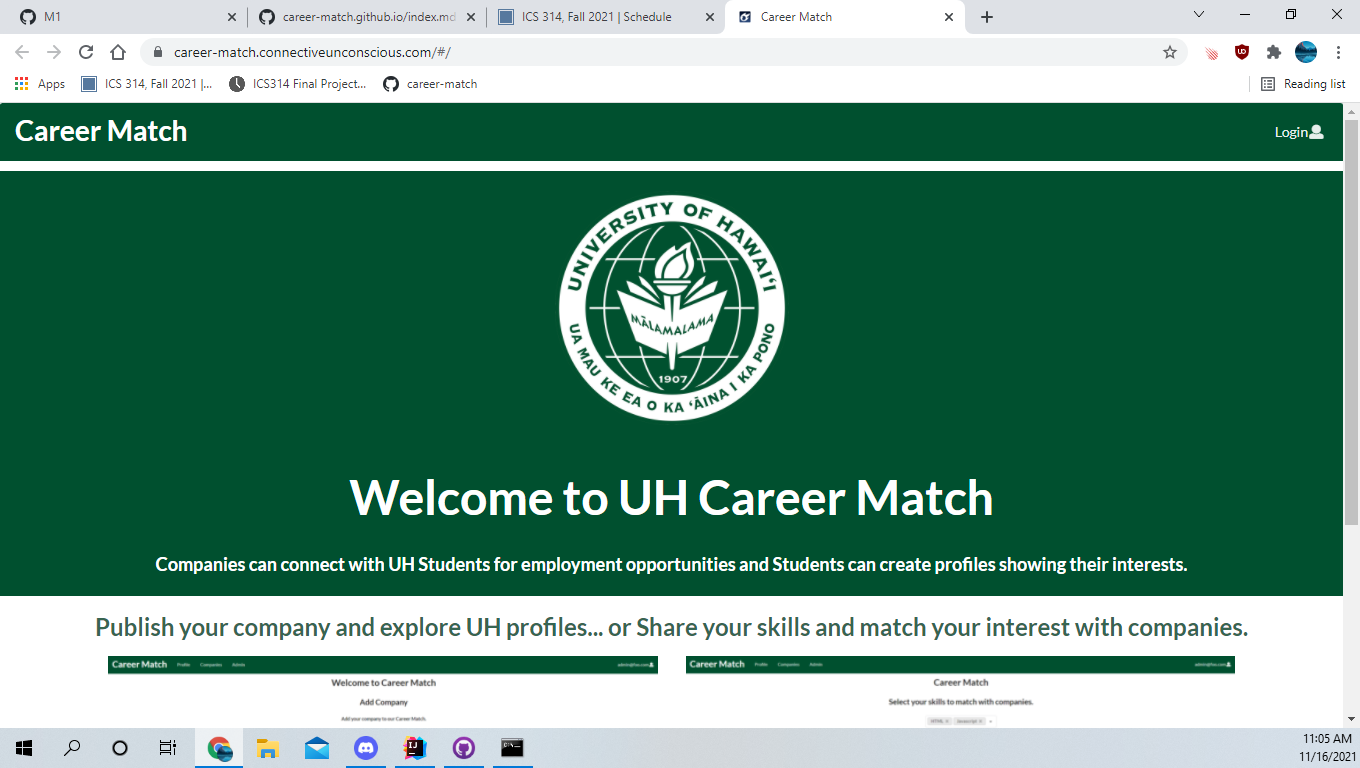 M1
career-match.github.io/index.md
ICS 314, Fall 2021 | Schedule
Career Match
career-match.connectiveunconscious.com/#/
Apps
ICS 314, Fall 2021 |...
ICS314 Final Project...
career-match
Reading list
Career Match
Login
UNIVERSITY OF HAWAIʻI
MĀLAMALAMA
1907
UA MAU KE EA O KA ʻĀINA I KA PONO
Welcome to UH Career Match
Companies can connect with UH Students for employment opportunities and Students can create profiles showing their interests.
Publish your company and explore UH profiles... or Share your skills and match your interest with companies.
Career Match Profile Companies Admin admin@foo.com
Welcome to Career Match
Add Company
Add your company to our Career Match.
Career Match Profile Companies Admin admin@foo.com
Career Match
Select your skills to match with companies.
HTML Javascript
11:05 AM
11/16/2021